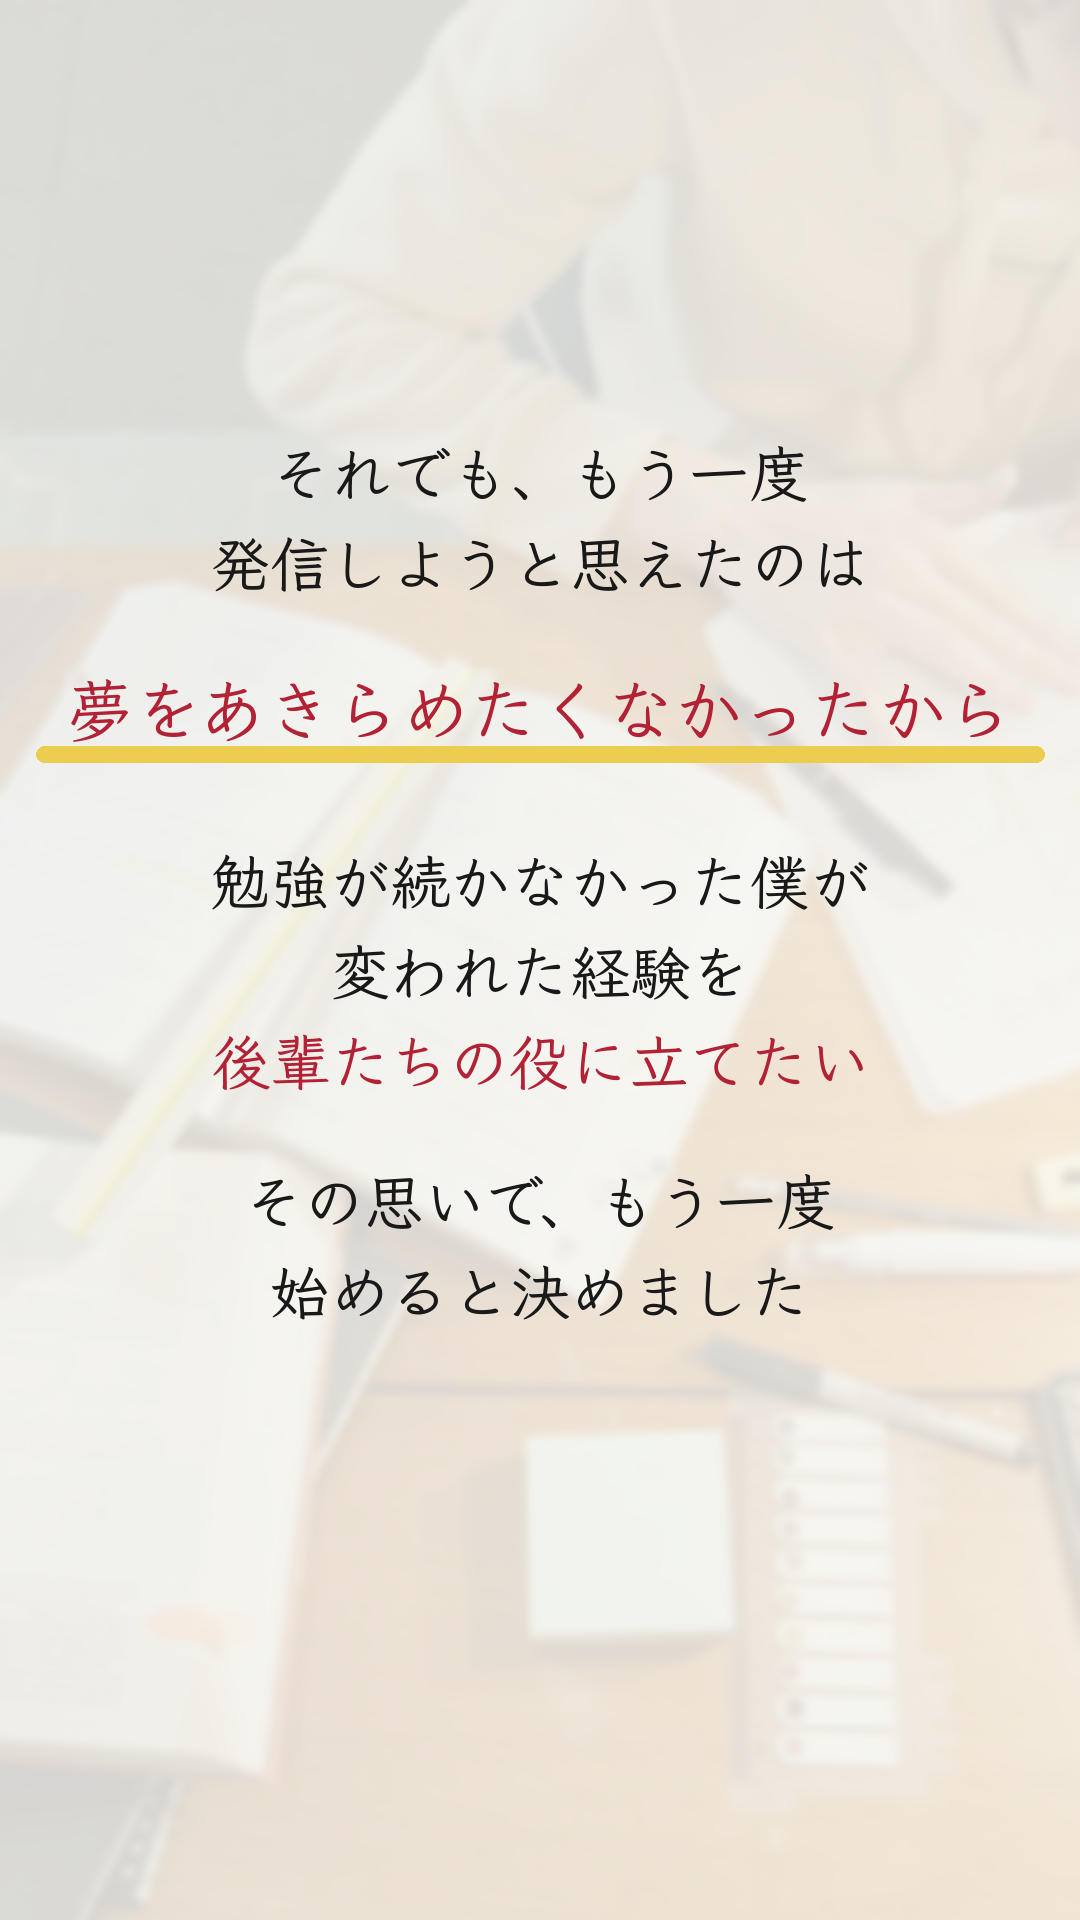 それでも、もう一度
発信しようと思えたのは
夢をあきらめたくなかったから
勉強が続かなかった僕が
変われた経験を
後輩たちの役に立てたい
その思いで、もう一度
始めると決めました